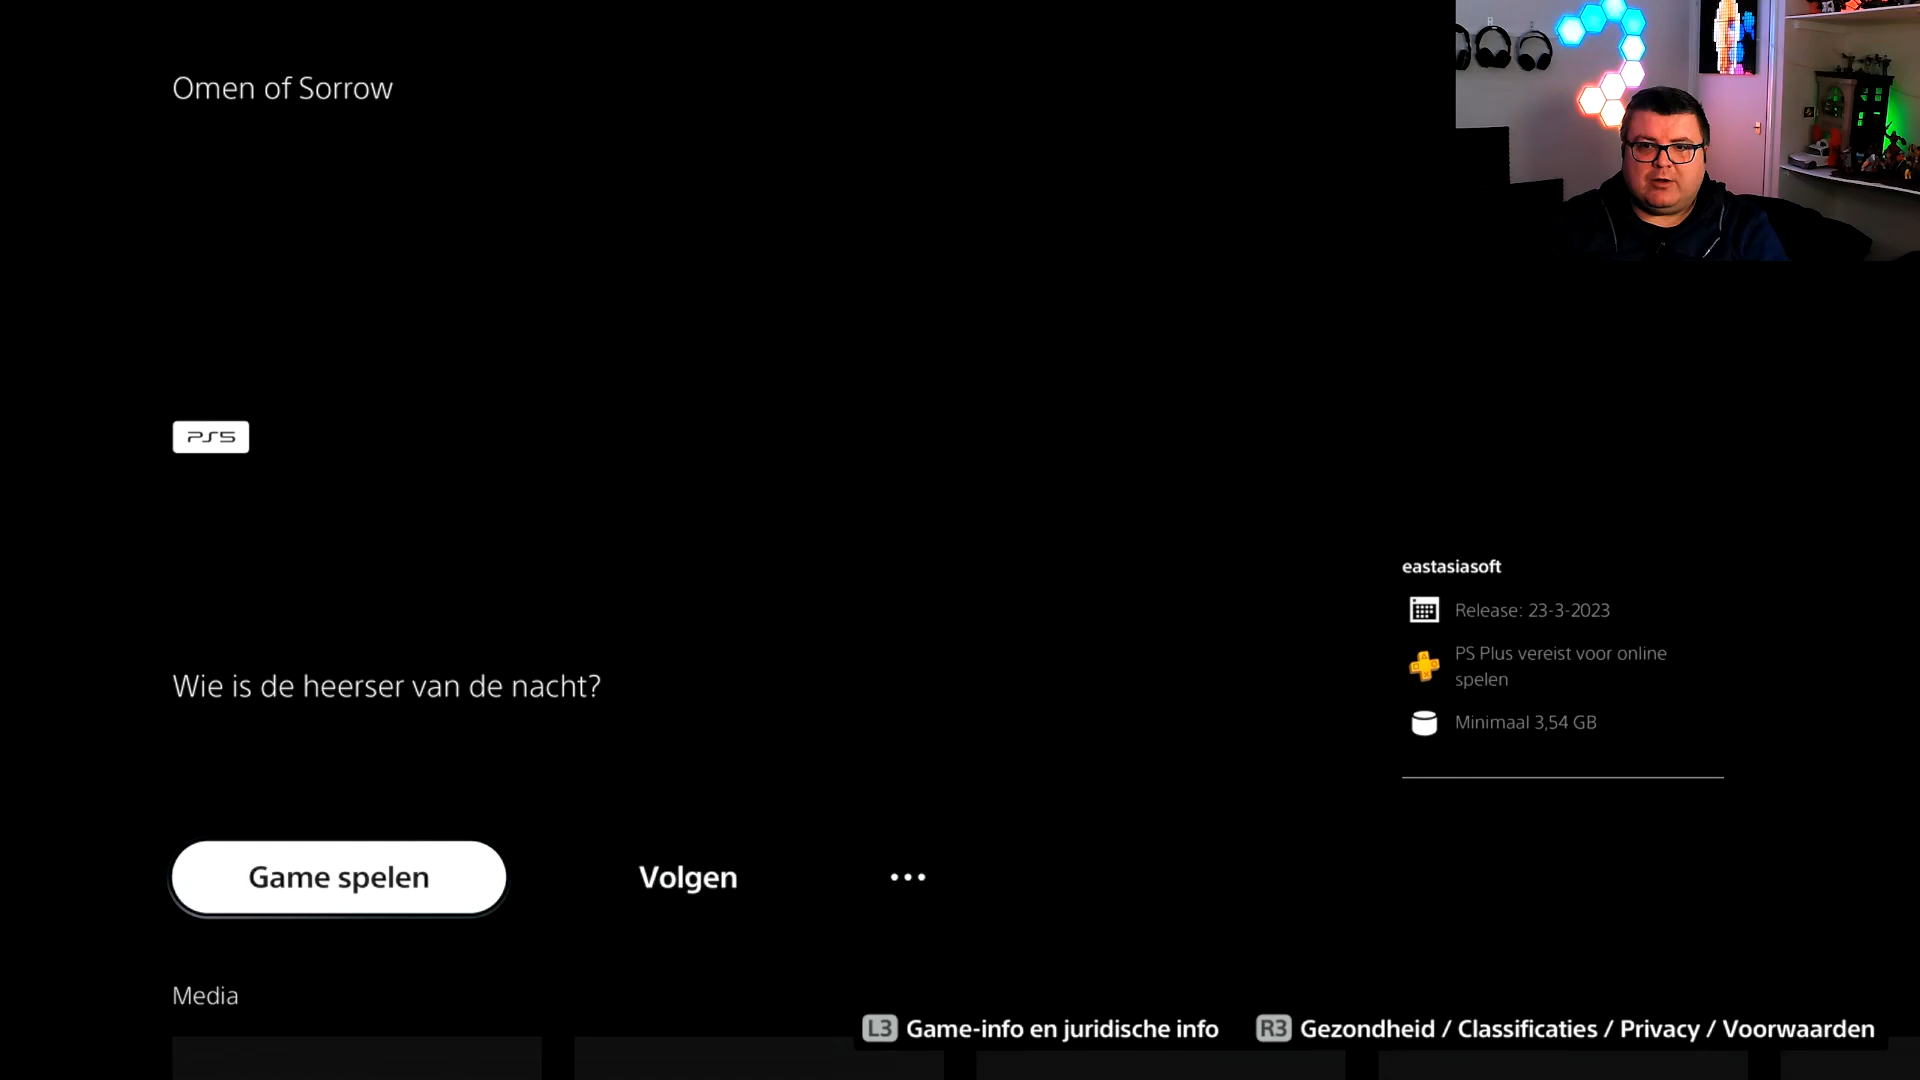 Omen of Sorrow
PS5
eastasiasoft
Release: 23-3-2023
PS Plus vereist voor online
spelen
Minimaal 3,54 GB
Wie is de heerser van de nacht?
Game spelen
Volgen
Media
L3 Game-info en juridische info
R3 Gezondheid / Classificaties / Privacy / Voorwaarden